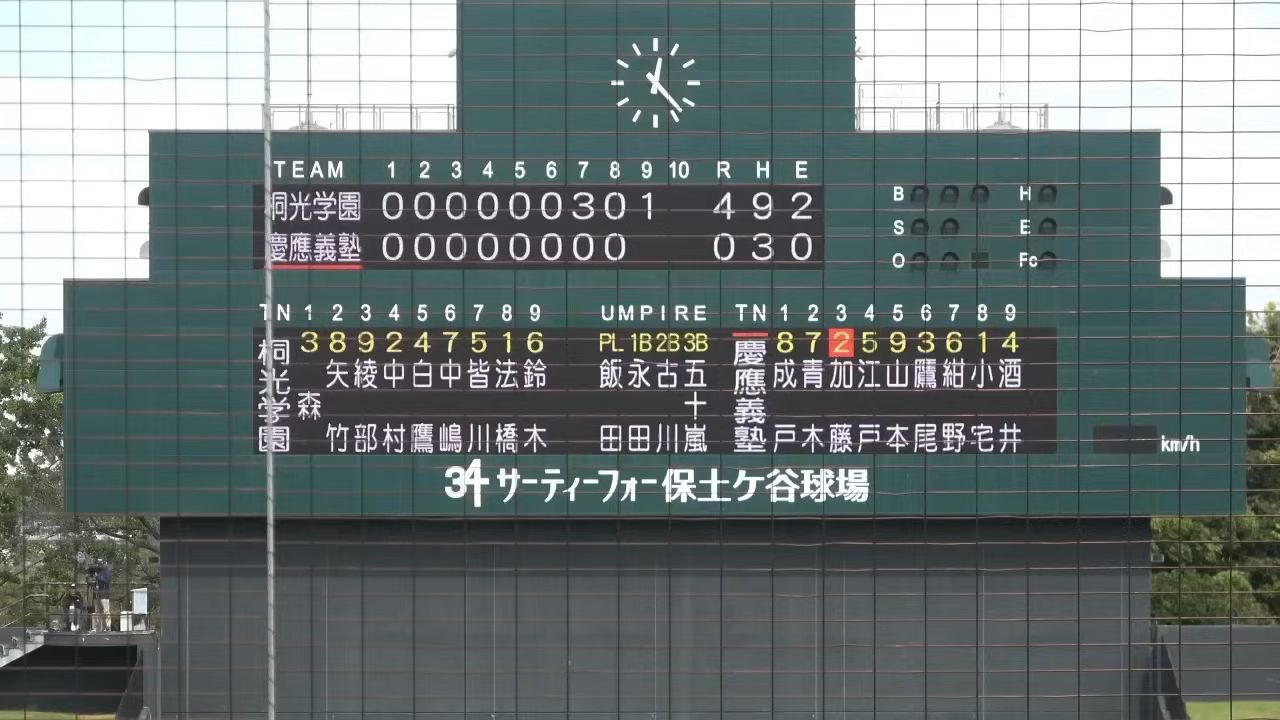 TEAM 1 2 3 4 5 6 7 8 9 10 R H E
桐光学園 0 0 0 0 0 0 3 0 1 4 9 2
慶應義塾 0 0 0 0 0 0 0 0 0 3 0
B H
S E
O Fc
TN 1 2 3 4 5 6 7 8 9 UMPIRE TN 1 2 3 4 5 6 7 8 9
桐光学園
3 森
8 矢竹
9 綾部
2 中村
4 白鷹
7 中嶋
5 皆川
1 法橋
6 鈴木
PL 飯田
1B 永田
2B 古川
3B 五十嵐
慶應義塾
8 成戸
7 青木
2 加藤
5 江戸
9 山本
3 鷹尾
6 紺野
1 小宅
4 酒井
km/h
34 サーティーフォー保土ケ谷球場